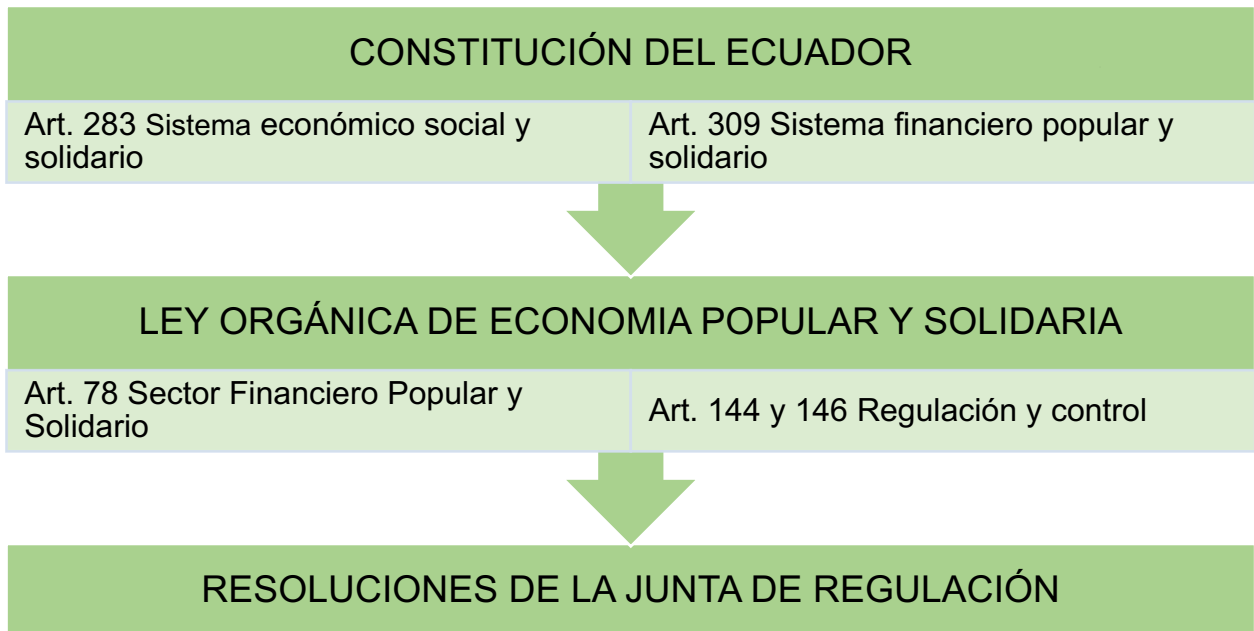 CONSTITUCIÓN DEL ECUADOR
Art. 283 Sistema económico social y
solidario
Art. 309 Sistema financiero popular y
solidario
LEY ORGÁNICA DE ECONOMIA POPULAR Y SOLIDARIA
Art. 78 Sector Financiero Popular y
Solidario
Art. 144 y 146 Regulación y control
RESOLUCIONES DE LA JUNTA DE REGULACIÓN